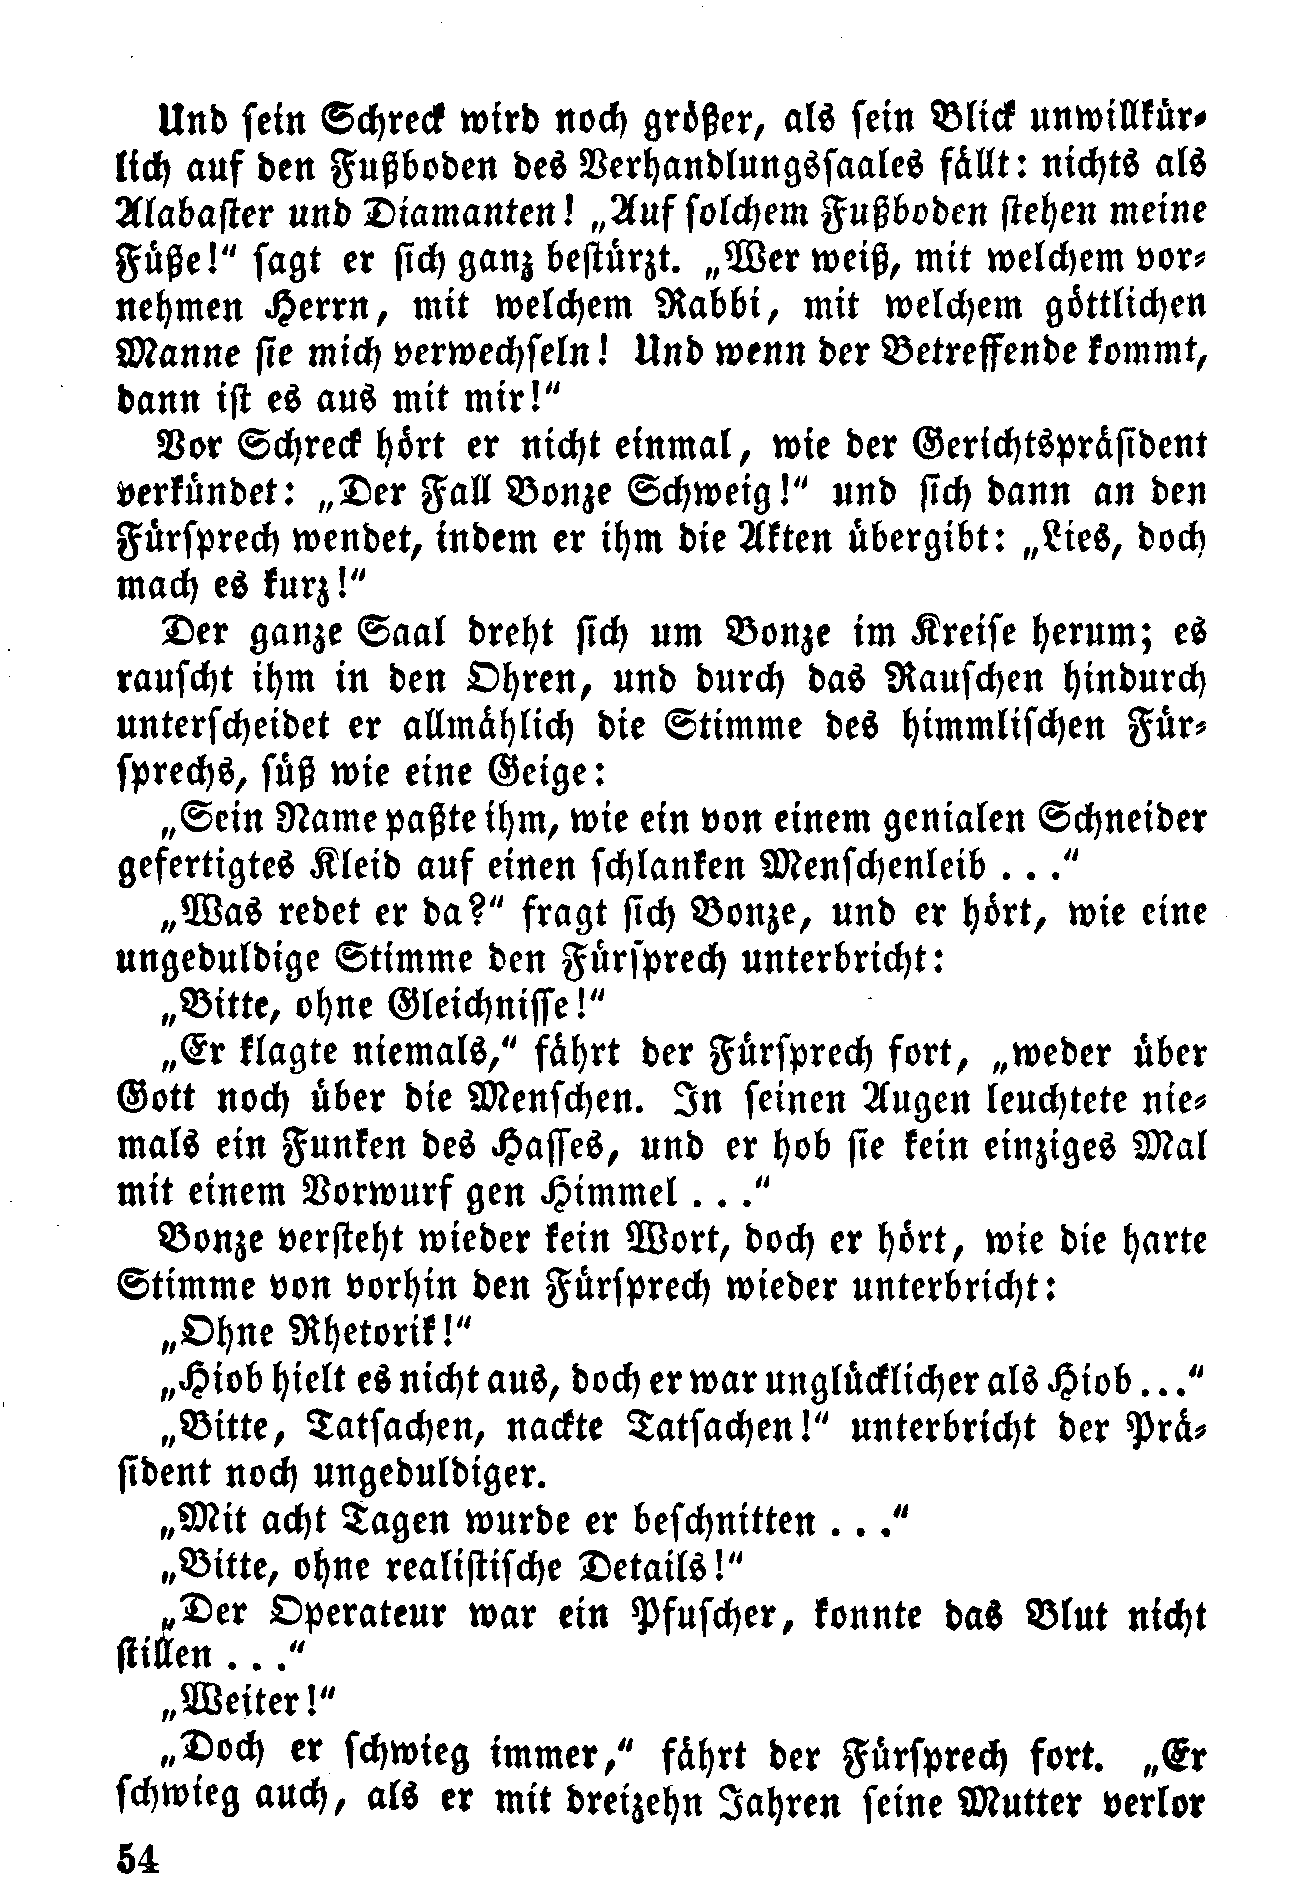 Und sein Schreck wird noch größer, als sein Blick unwillkür-
lich auf den Fußboden des Verhandlungssaales fällt: nichts als
Alabaster und Diamanten! „Auf solchem Fußboden stehen meine
Füße!“ sagt er sich ganz bestürzt. „Wer weiß, mit welchem vor-
nehmen Herrn, mit welchem Rabbi, mit welchem göttlichen
Manne sie mich verwechseln! Und wenn der Betreffende kommt,
dann ist es aus mit mir!“
Vor Schreck hört er nicht einmal, wie der Gerichtspräsident
verkündet: „Der Fall Bonze Schweig!“ und sich dann an den
Fürsprech wendet, indem er ihm die Akten übergibt: „Lies, doch
mach es kurz!“
Der ganze Saal dreht sich um Bonze im Kreise herum; es
rauscht ihm in den Ohren, und durch das Rauschen hindurch
unterscheidet er allmählich die Stimme des himmlischen Für-
sprechs, süß wie eine Geige:
„Sein Name paßte ihm, wie ein von einem genialen Schneider
gefertigtes Kleid auf einen schlanken Menschenleib . . .“
„Was redet er da?“ fragt sich Bonze, und er hört, wie eine
ungeduldige Stimme den Fürsprech unterbricht:
„Bitte, ohne Gleichnisse!“
„Er klagte niemals,“ fährt der Fürsprech fort, „weder über
Gott noch über die Menschen. In seinen Augen leuchtete nie-
mals ein Funken des Hasses, und er hob sie kein einziges Mal
mit einem Vorwurf gen Himmel . . .“
Bonze versteht wieder kein Wort, doch er hört, wie die harte
Stimme von vorhin den Fürsprech wieder unterbricht:
„Ohne Rhetorik!“
„Hiob hielt es nicht aus, doch er war unglücklicher als Hiob . . .“
„Bitte, Tatsachen, nackte Tatsachen!“ unterbricht der Prä-
sident noch ungeduldiger.
„Mit acht Tagen wurde er beschnitten . . .“
„Bitte, ohne realistische Details!“
„Der Operateur war ein Pfuscher, konnte das Blut nicht
stillen . . .“
„Weiter!“
„Doch er schwieg immer,“ fährt der Fürsprech fort. „Er
schwieg auch, als er mit dreizehn Jahren seine Mutter verlor
54